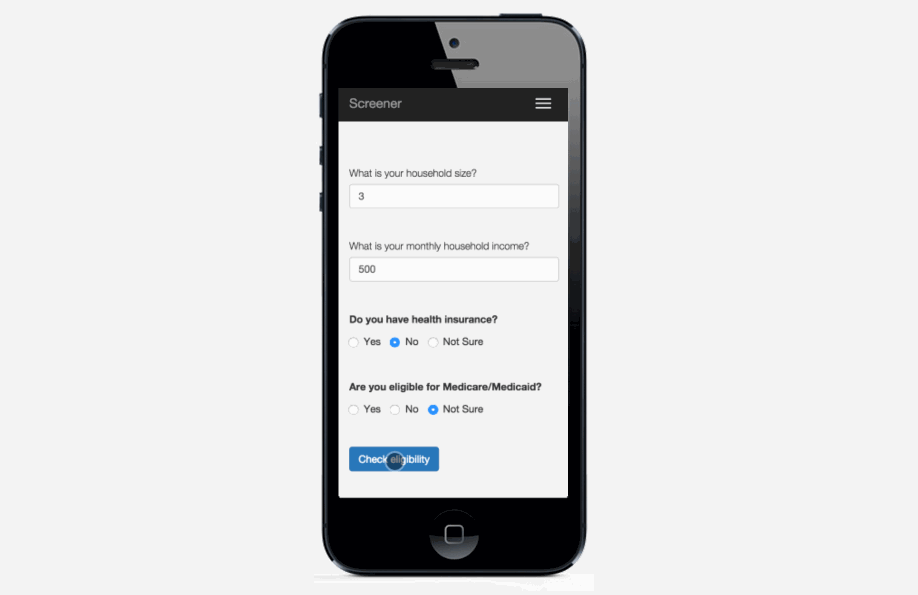 Screener
What is your household size?
3
What is your monthly household income?
500
Do you have health insurance?
Yes No Not Sure
Are you eligible for Medicare/Medicaid?
Yes No Not Sure
Check eligibility